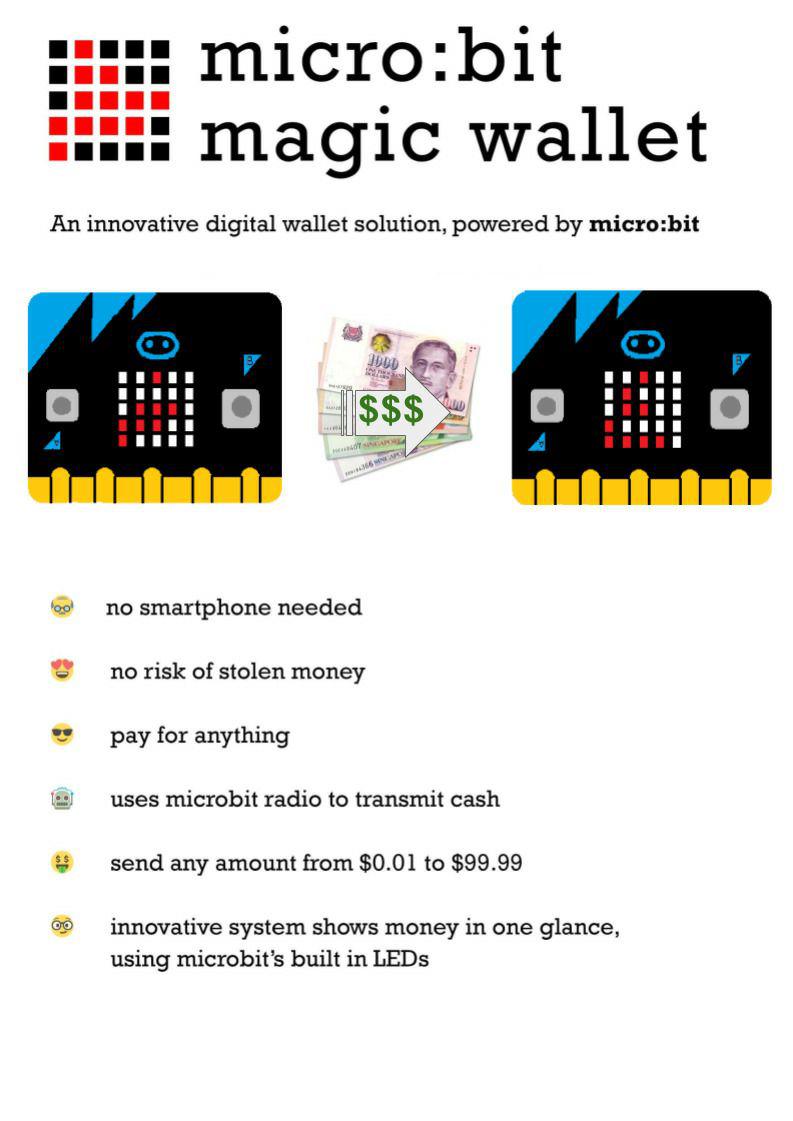 micro:bit
magic wallet
An innovative digital wallet solution, powered by micro:bit
B
A
1000
$$$
SINGAPORE
B
A
no smartphone needed
no risk of stolen money
pay for anything
uses microbit radio to transmit cash
send any amount from $0.01 to $99.99
innovative system shows money in one glance,
using microbit's built in LEDs